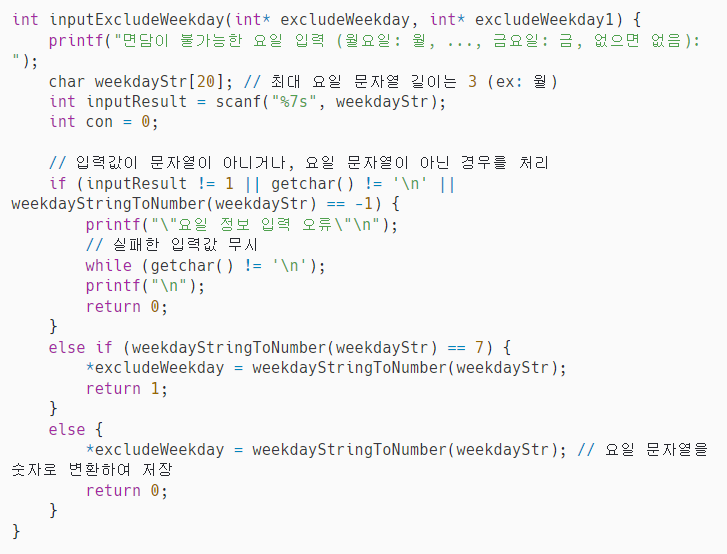 int inputExcludeWeekday(int* excludeWeekday, int* excludeWeekday1) {
    printf("면담이 불가능한 요일 입력 (월요일: 월, ..., 금요일: 금, 없으면 없음):
");
    char weekdayStr[20]; // 최대 요일 문자열 길이는 3 (ex: 월)
    int inputResult = scanf("%7s", weekdayStr);
    int con = 0;

    // 입력값이 문자열이 아니거나, 요일 문자열이 아닌 경우를 처리
    if (inputResult != 1 || getchar() != '\n' ||
weekdayStringToNumber(weekdayStr) == -1) {
        printf("\"요일 정보 입력 오류\"\n");
        // 실패한 입력값 무시
        while (getchar() != '\n');
        printf("\n");
        return 0;
    }
    else if (weekdayStringToNumber(weekdayStr) == 7) {
        *excludeWeekday = weekdayStringToNumber(weekdayStr);
        return 1;
    }
    else {
        *excludeWeekday = weekdayStringToNumber(weekdayStr); // 요일 문자열을
숫자로 변환하여 저장
        return 0;
    }
}